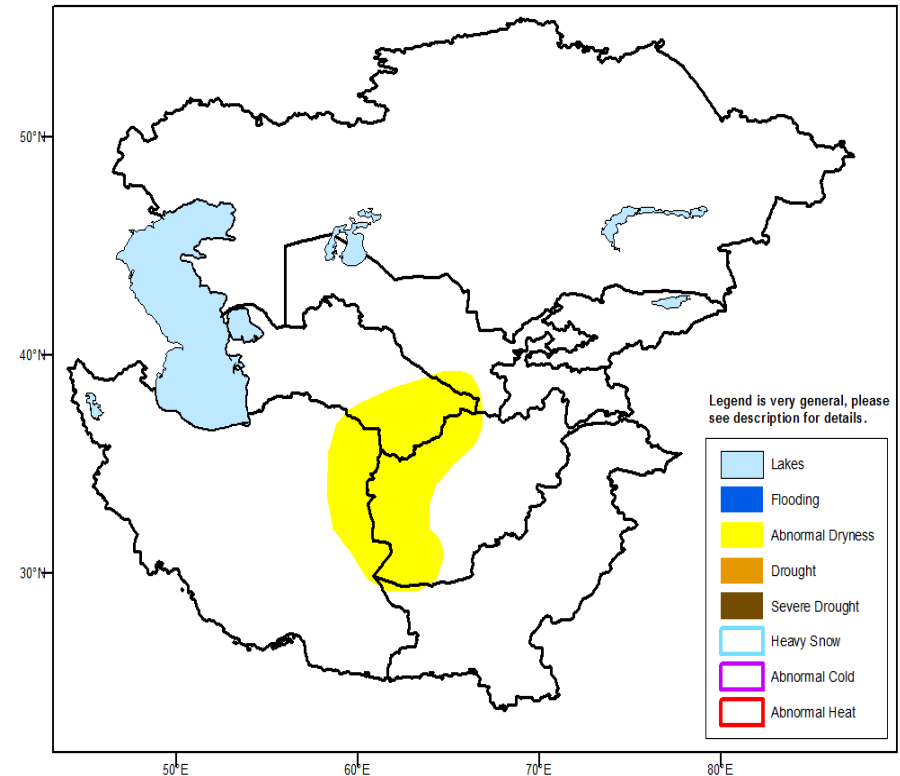 50°N
40°N
30°N
50°E
60°E
70°E
80°E
Legend is very general, please
see description for details.
Lakes
Flooding
Abnormal Dryness
Drought
Severe Drought
Heavy Snow
Abnormal Cold
Abnormal Heat